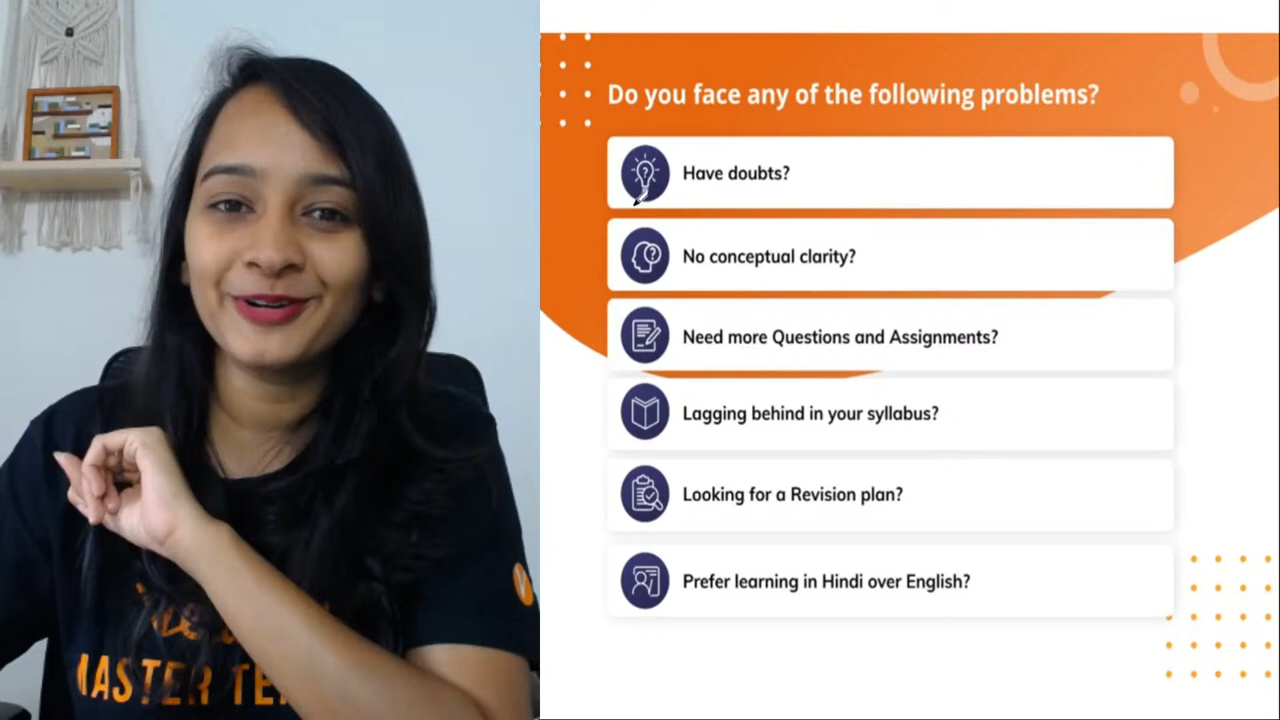 Do you face any of the following problems?
Have doubts?
No conceptual clarity?
Need more Questions and Assignments?
Lagging behind in your syllabus?
Looking for a Revision plan?
Prefer learning in Hindi over English?
MASTER